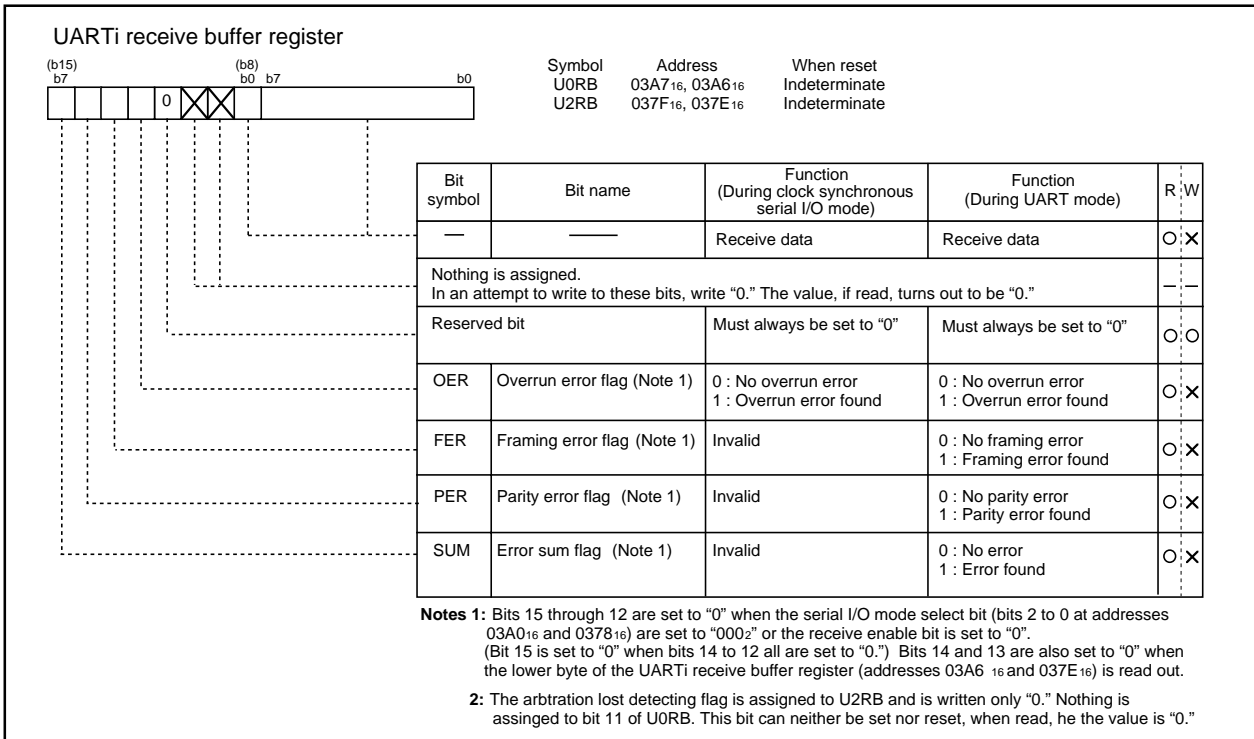 UARTi receive buffer register
(b15) (b8)
b7 b0 b7 b0
0
Symbol Address When reset
U0RB 03A716, 03A616 Indeterminate
U2RB 037F16, 037E16 Indeterminate
Bit symbol Bit name Function (During clock synchronous serial I/O mode) Function (During UART mode) R W
— —— Receive data Receive data O X
Nothing is assigned.
In an attempt to write to these bits, write “0.” The value, if read, turns out to be “0.” – –
Reserved bit Must always be set to “0” Must always be set to “0” O O
OER Overrun error flag (Note 1) 0 : No overrun error 0 : No overrun error O X
1 : Overrun error found 1 : Overrun error found
FER Framing error flag (Note 1) Invalid 0 : No framing error O X
1 : Framing error found
PER Parity error flag (Note 1) Invalid 0 : No parity error O X
1 : Parity error found
SUM Error sum flag (Note 1) Invalid 0 : No error O X
1 : Error found
Notes 1: Bits 15 through 12 are set to “0” when the serial I/O mode select bit (bits 2 to 0 at addresses
03A016 and 037816) are set to “0002” or the receive enable bit is set to “0”.
(Bit 15 is set to “0” when bits 14 to 12 all are set to “0.”) Bits 14 and 13 are also set to “0” when
the lower byte of the UARTi receive buffer register (addresses 03A6 16 and 037E16) is read out.
2: The arbtration lost detecting flag is assigned to U2RB and is written only “0.” Nothing is
assinged to bit 11 of U0RB. This bit can neither be set nor reset, when read, he the value is “0.”